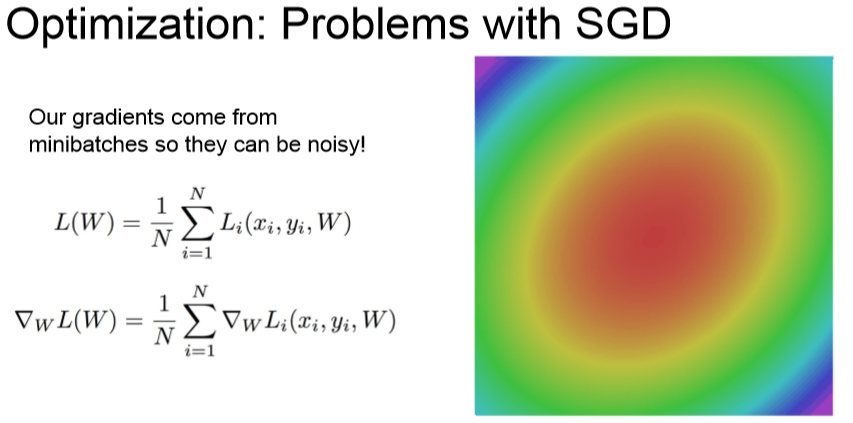 Optimization: Problems with SGD
Our gradients come from
minibatches so they can be noisy!
L(W) = \frac{1}{N} \sum_{i=1}^{N} L_i(x_i, y_i, W)
\nabla_W L(W) = \frac{1}{N} \sum_{i=1}^{N} \nabla_W L_i(x_i, y_i, W)